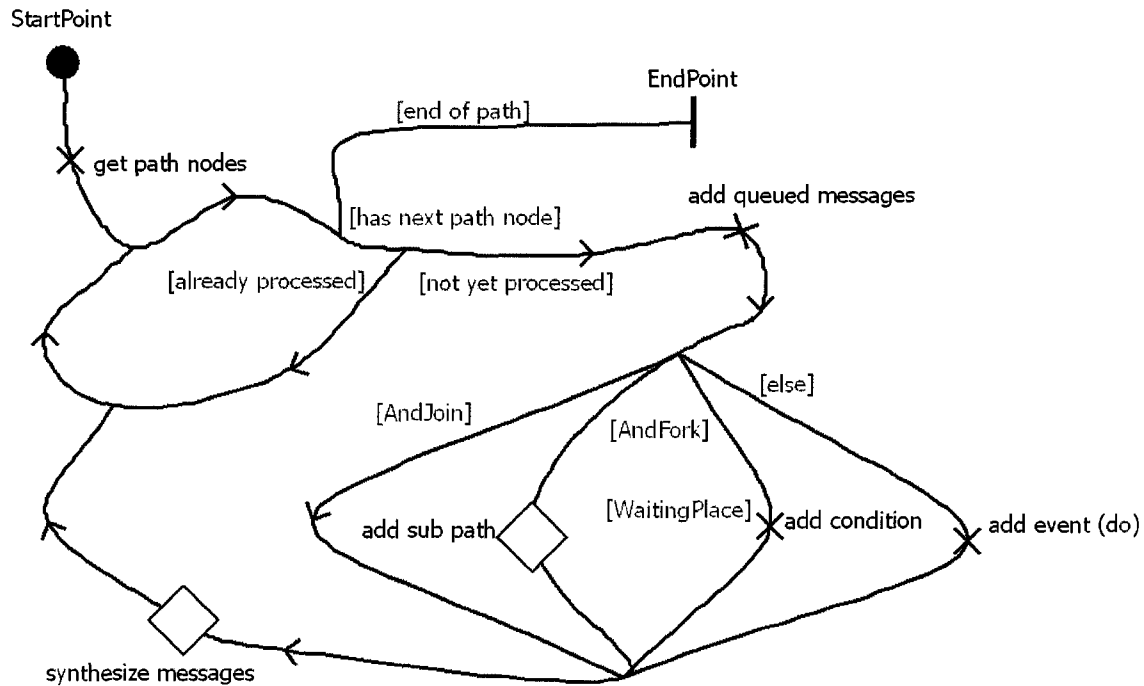 StartPoint
EndPoint
[end of path]
get path nodes
add queued messages
[has next path node]
[already processed]
[not yet processed]
[else]
[AndJoin]
[AndFork]
[WaitingPlace]
add condition
add event (do)
add sub path
synthesize messages